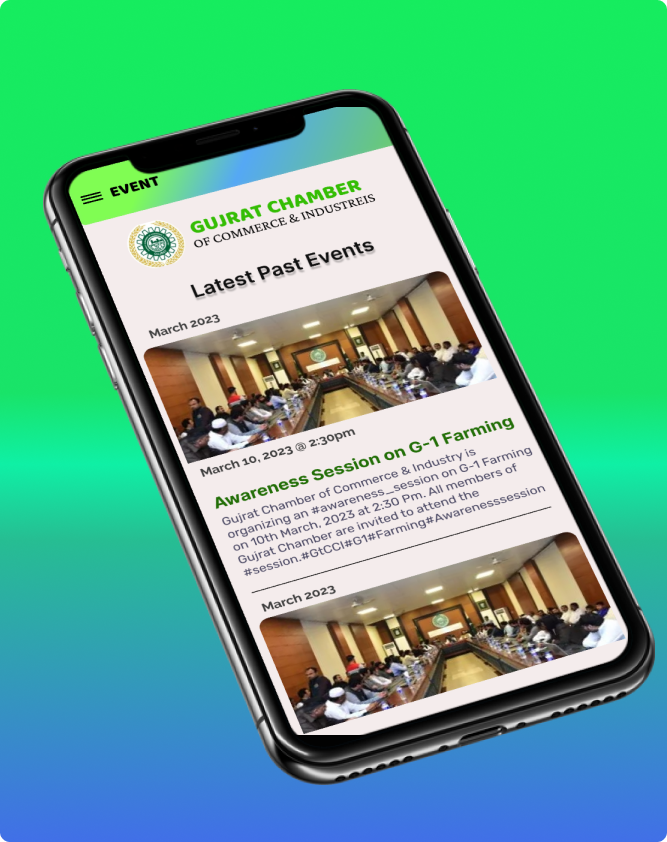 EVENT
GUJRAT CHAMBER
OF COMMERCE & INDUSTREIS
Latest Past Events
March 2023
March 10, 2023 @ 2:30pm
Awareness Session on G-1 Farming
Gujrat Chamber of Commerce & Industry is
organizing an #awareness_session on G-1 Farming
on 10th March, 2023 at 2:30 Pm. All members of
Gujrat Chamber are invited to attend the
#session.#GtCCI#G1#Farming#Awarenesssession
March 2023